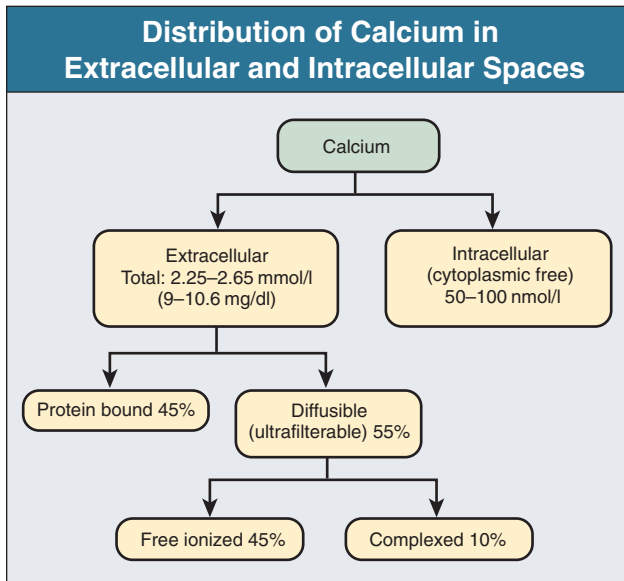 Distribution of Calcium in
Extracellular and Intracellular Spaces
Calcium
Extracellular
Total: 2.25–2.65 mmol/l
(9–10.6 mg/dl)
Intracellular
(cytoplasmic free)
50–100 nmol/l
Protein bound 45%
Diffusible
(ultrafilterable) 55%
Free ionized 45%
Complexed 10%